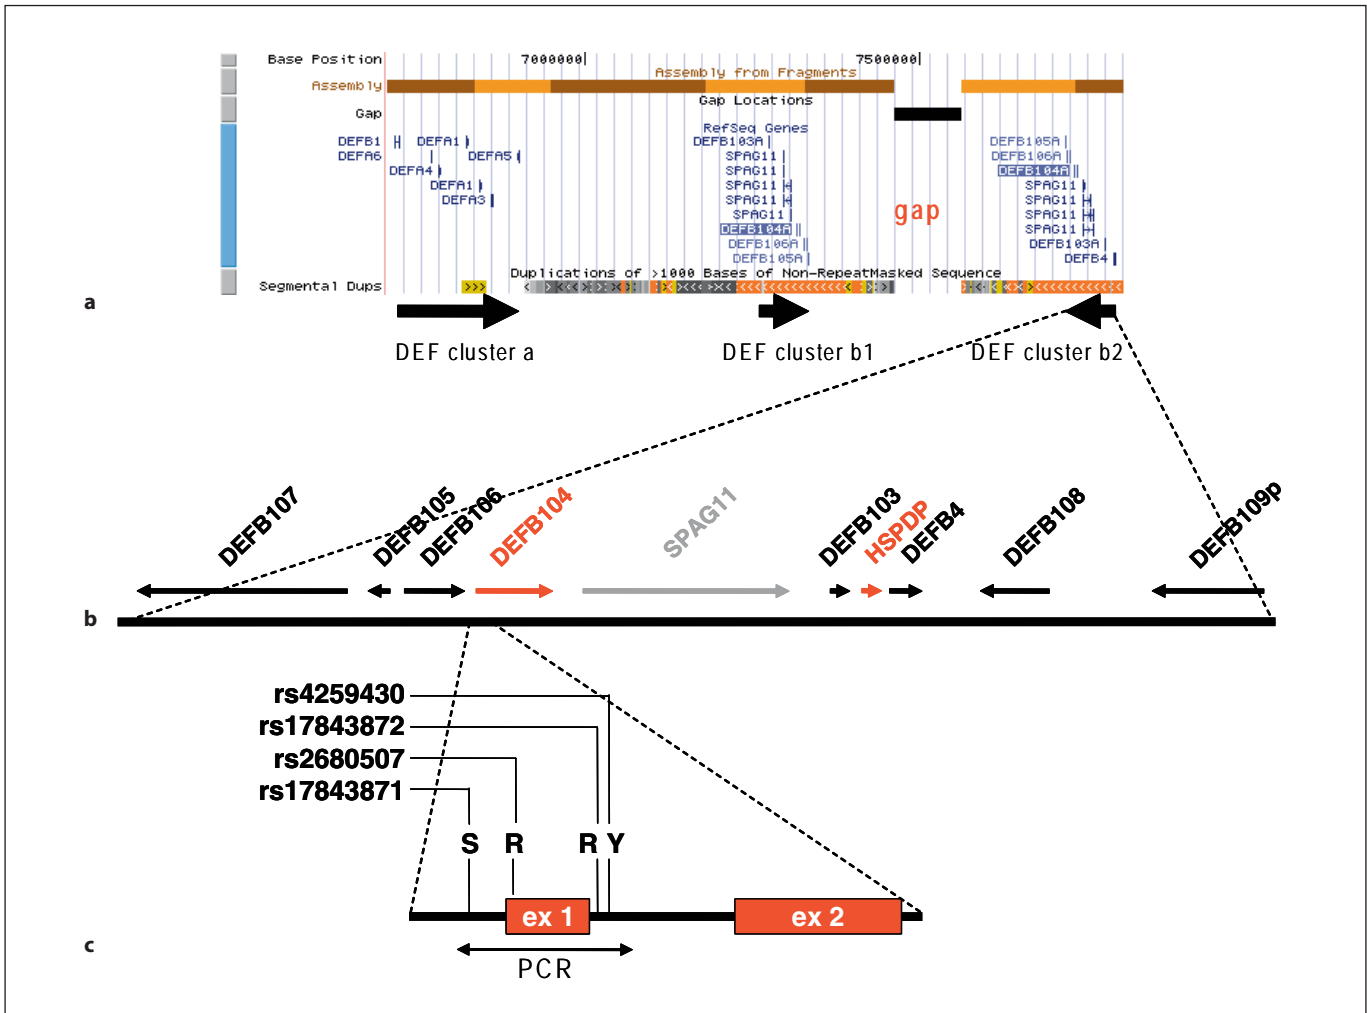 Base Position 7000000| 7500000|
Assembly from Fragments
Assembly
Gap Locations
Gap
RefSeq Genes
DEFB1 DEFA1 DEFB103A DEFB105A
DEFA6 DEFA5 SPAG11 DEFB106A
DEFA4 SPAG11 DEFB104A
DEFA1 SPAG11 SPAG11
DEFA3 SPAG11 SPAG11
SPAG11 SPAG11
gap
DEFB104A SPAG11
DEFB106A DEFB103A
DEFB105A DEFB4
Duplications of >1000 Bases of Non-RepeatMasked Sequence
Segmental Dups
a
DEF cluster a DEF cluster b1 DEF cluster b2
DEFB107 DEFB105 DEFB106 DEFB104 SPAG11 DEFB103 HSPDP DEFB4 DEFB108 DEFB109p
b
rs4259430
rs17843872
rs2680507
rs17843871
S R R Y
ex 1 ex 2
c
PCR